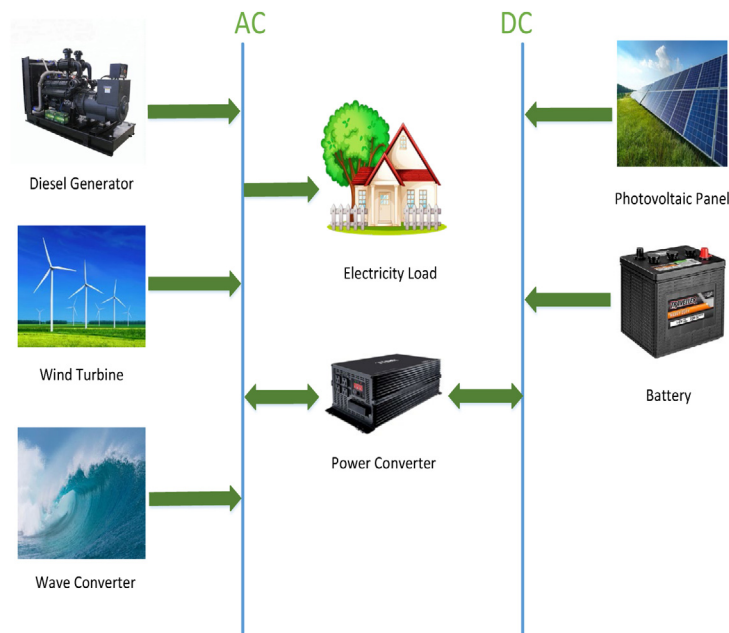 AC
DC
Diesel Generator
Electricity Load
Photovoltaic Panel
Wind Turbine
Power Converter
Battery
Wave Converter